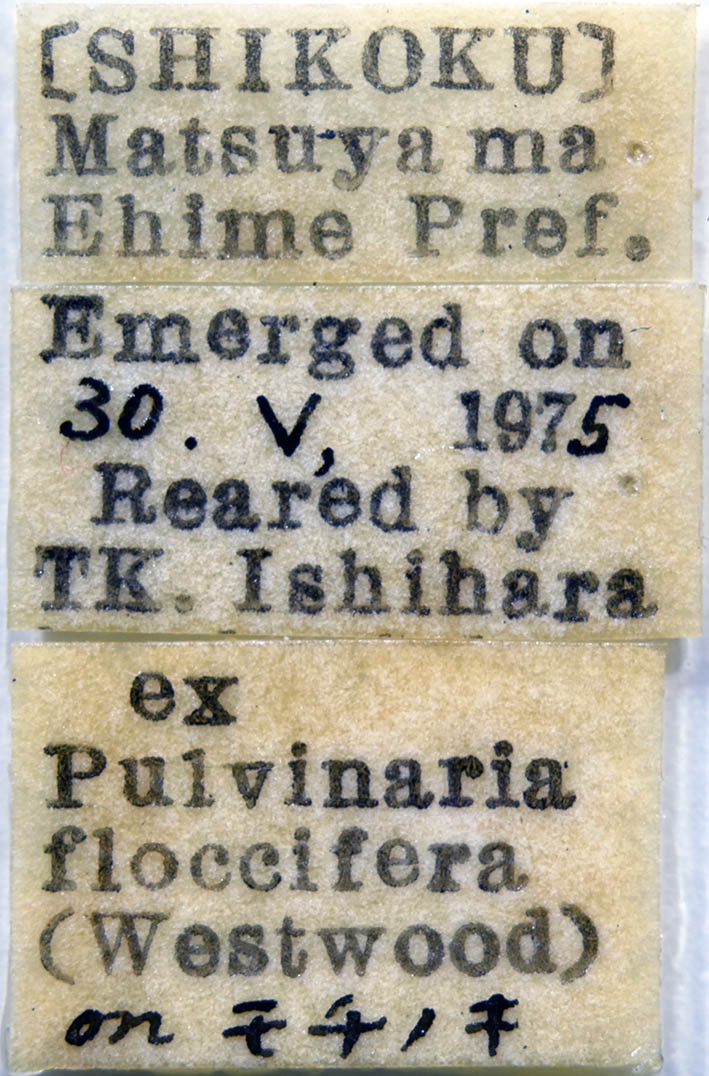 〔SHIKOKU〕
Matsuyama
Ehime Pref.
Emerged on
30. V, 1975
Reared by
TK. Ishihara
ex
Pulvinaria
floccifera
(Westwood)
on モチノキ